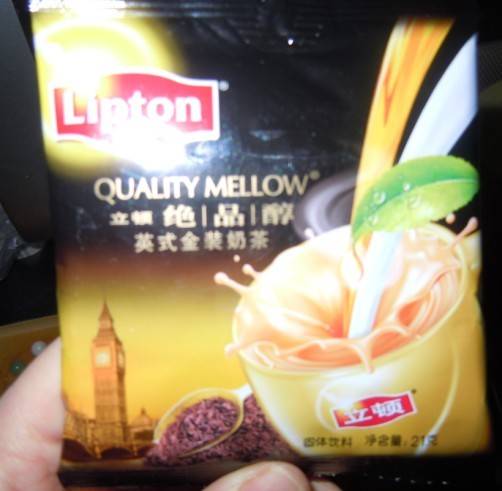 Lipton
QUALITY MELLOW®
立顿 绝|品|醇
英式金装奶茶
立顿
固体饮料 净含量:21克